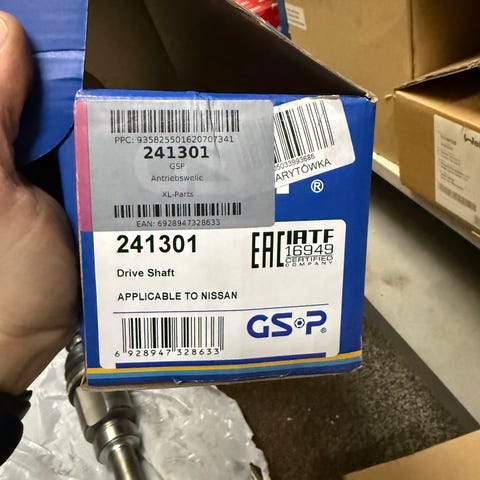 PPC: 935825501620707341
241301
GSP
Antriebswelle
XL-Parts
EAN: 6928947328633
ARYTÓWKA
®
241301
Drive Shaft
APPLICABLE TO NISSAN
EAC IATF
16949
CERTIFIED
COMPANY
GSP®
6 928947 328633